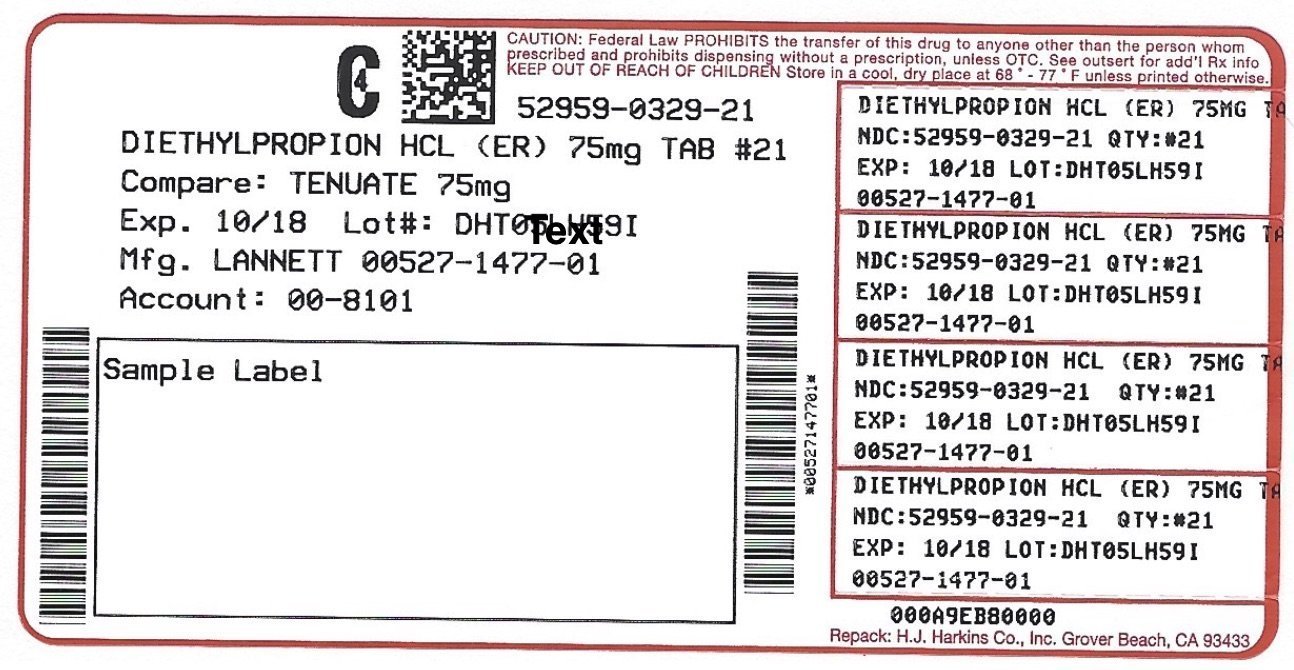 CAUTION: Federal Law PROHIBITS the transfer of this drug to anyone other than the person whom
prescribed and prohibits dispensing without a prescription, unless OTC. See outsert for add'l Rx info
KEEP OUT OF REACH OF CHILDREN Store in a cool, dry place at 68° - 77°F unless printed otherwise.
C4
52959-0329-21
DIETHYLPROPION HCL (ER) 75mg TAB #21
Compare: TENUATE 75mg
Exp. 10/18 Lot#: DHT05LH59I
Text
Mfg. LANNETT 00527-1477-01
Account: 00-8101
Sample Label
*00527147701*
DIETHYLPROPION HCL (ER) 75MG TA
NDC:52959-0329-21 QTY:#21
EXP: 10/18 LOT:DHT05LH59I
00527-1477-01
DIETHYLPROPION HCL (ER) 75MG TA
NDC:52959-0329-21 QTY:#21
EXP: 10/18 LOT:DHT05LH59I
00527-1477-01
DIETHYLPROPION HCL (ER) 75MG TA
NDC:52959-0329-21 QTY:#21
EXP: 10/18 LOT:DHT05LH59I
00527-1477-01
DIETHYLPROPION HCL (ER) 75MG TA
NDC:52959-0329-21 QTY:#21
EXP: 10/18 LOT:DHT05LH59I
00527-1477-01
000A9EB80000
Repack: H.J. Harkins Co., Inc. Grover Beach, CA 93433